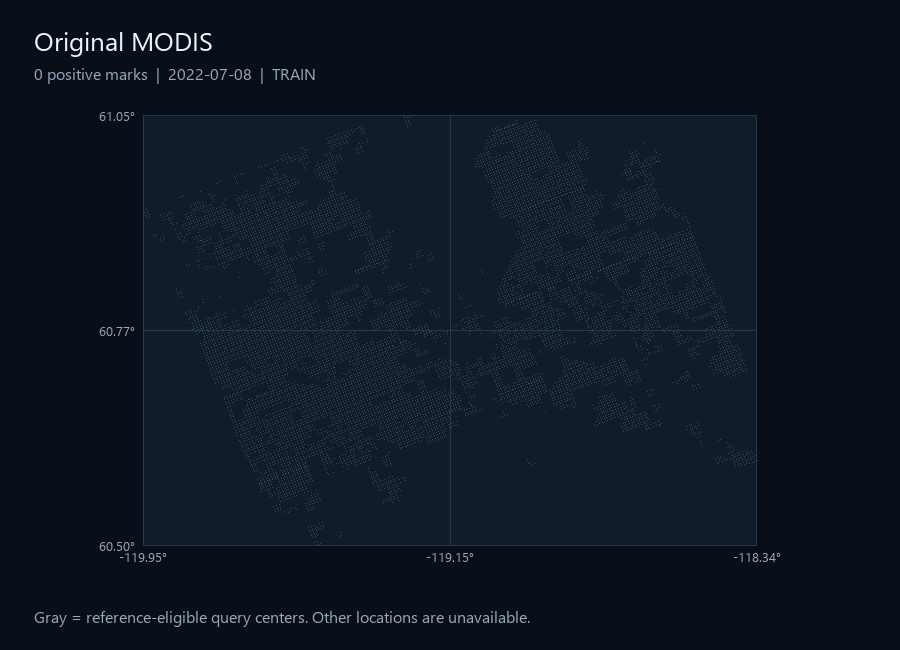 Original MODIS
0 positive marks | 2022-07-08 | TRAIN
61.05°
60.77°
60.50°
-119.95°
-119.15°
-118.34°
Gray = reference-eligible query centers. Other locations are unavailable.